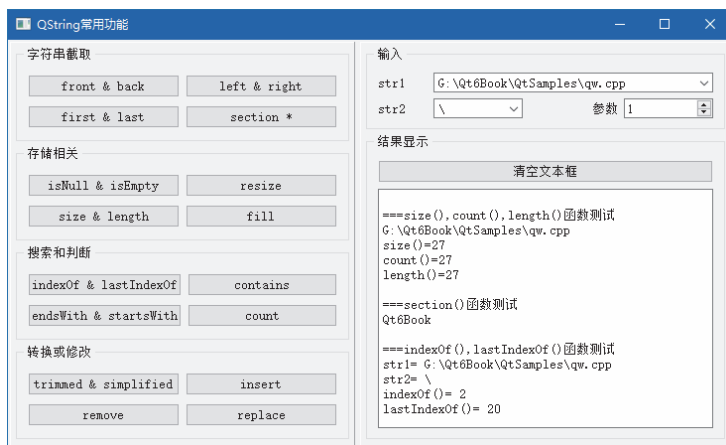 QString常用功能
字符串截取
front & back
left & right
first & last
section *
存储相关
isNull & isEmpty
resize
size & length
fill
搜索和判断
indexOf & lastIndexOf
contains
endsWith & startsWith
count
转换或修改
trimmed & simplified
insert
remove
replace
输入
str1 G:\Qt6Book\QtSamples\qw.cpp
str2 \ 参数 1
结果显示
清空文本框
===size(),count(),length()函数测试
G:\Qt6Book\QtSamples\qw.cpp
size()=27
count()=27
length()=27
===section()函数测试
Qt6Book
===indexOf(),lastIndexOf()函数测试
str1= G:\Qt6Book\QtSamples\qw.cpp
str2= \
indexOf()= 2
lastIndexOf()= 20